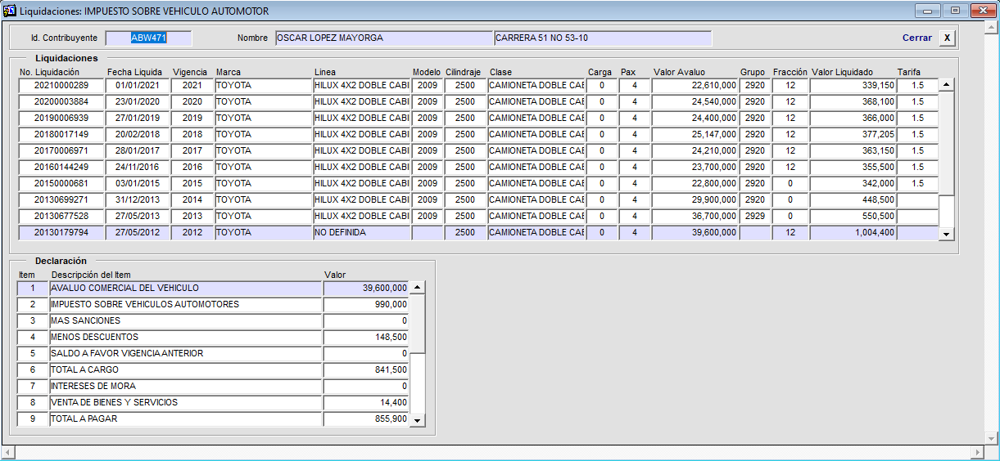 Liquidaciones: IMPUESTO SOBRE VEHICULO AUTOMOTOR
Id. Contribuyente ABW471 Nombre OSCAR LOPEZ MAYORGA CARRERA 51 NO 53-10 Cerrar X
Liquidaciones
No. Liquidación Fecha Liquida Vigencia Marca Linea Modelo Cilindraje Clase Carga Pax Valor Avaluo Grupo Fracción Valor Liquidado Tarifa
20210000289 01/01/2021 2021 TOYOTA HILUX 4X2 DOBLE CABI 2009 2500 CAMIONETA DOBLE CAE 0 4 22,610,000 2920 12 339,150 1.5
20200003884 23/01/2020 2020 TOYOTA HILUX 4X2 DOBLE CABI 2009 2500 CAMIONETA DOBLE CAE 0 4 24,540,000 2920 12 368,100 1.5
20190006939 27/01/2019 2019 TOYOTA HILUX 4X2 DOBLE CABI 2009 2500 CAMIONETA DOBLE CAE 0 4 24,400,000 2920 12 366,000 1.5
20180017149 20/02/2018 2018 TOYOTA HILUX 4X2 DOBLE CABI 2009 2500 CAMIONETA DOBLE CAE 0 4 25,147,000 2920 12 377,205 1.5
20170006971 28/01/2017 2017 TOYOTA HILUX 4X2 DOBLE CABI 2009 2500 CAMIONETA DOBLE CAE 0 4 24,210,000 2920 12 363,150 1.5
20160144249 24/11/2016 2016 TOYOTA HILUX 4X2 DOBLE CABI 2009 2500 CAMIONETA DOBLE CAE 0 4 23,700,000 2920 12 355,500 1.5
20150000681 03/01/2015 2015 TOYOTA HILUX 4X2 DOBLE CABI 2009 2500 CAMIONETA DOBLE CAE 0 4 22,800,000 2920 0 342,000 1.5
20130699271 31/12/2013 2014 TOYOTA HILUX 4X2 DOBLE CABI 2009 2500 CAMIONETA DOBLE CAE 0 4 29,900,000 2920 0 448,500
20130677528 27/05/2013 2013 TOYOTA HILUX 4X2 DOBLE CABI 2009 2500 CAMIONETA DOBLE CAE 0 4 36,700,000 2929 0 550,500
20130179794 27/05/2012 2012 TOYOTA NO DEFINIDA 2500 CAMIONETA DOBLE CAE 0 4 39,600,000 12 1,004,400
Declaración
Item Descripción del Item Valor
1 AVALUO COMERCIAL DEL VEHICULO 39,600,000
2 IMPUESTO SOBRE VEHICULOS AUTOMOTORES 990,000
3 MAS SANCIONES 0
4 MENOS DESCUENTOS 148,500
5 SALDO A FAVOR VIGENCIA ANTERIOR 0
6 TOTAL A CARGO 841,500
7 INTERESES DE MORA 0
8 VENTA DE BIENES Y SERVICIOS 14,400
9 TOTAL A PAGAR 855,900